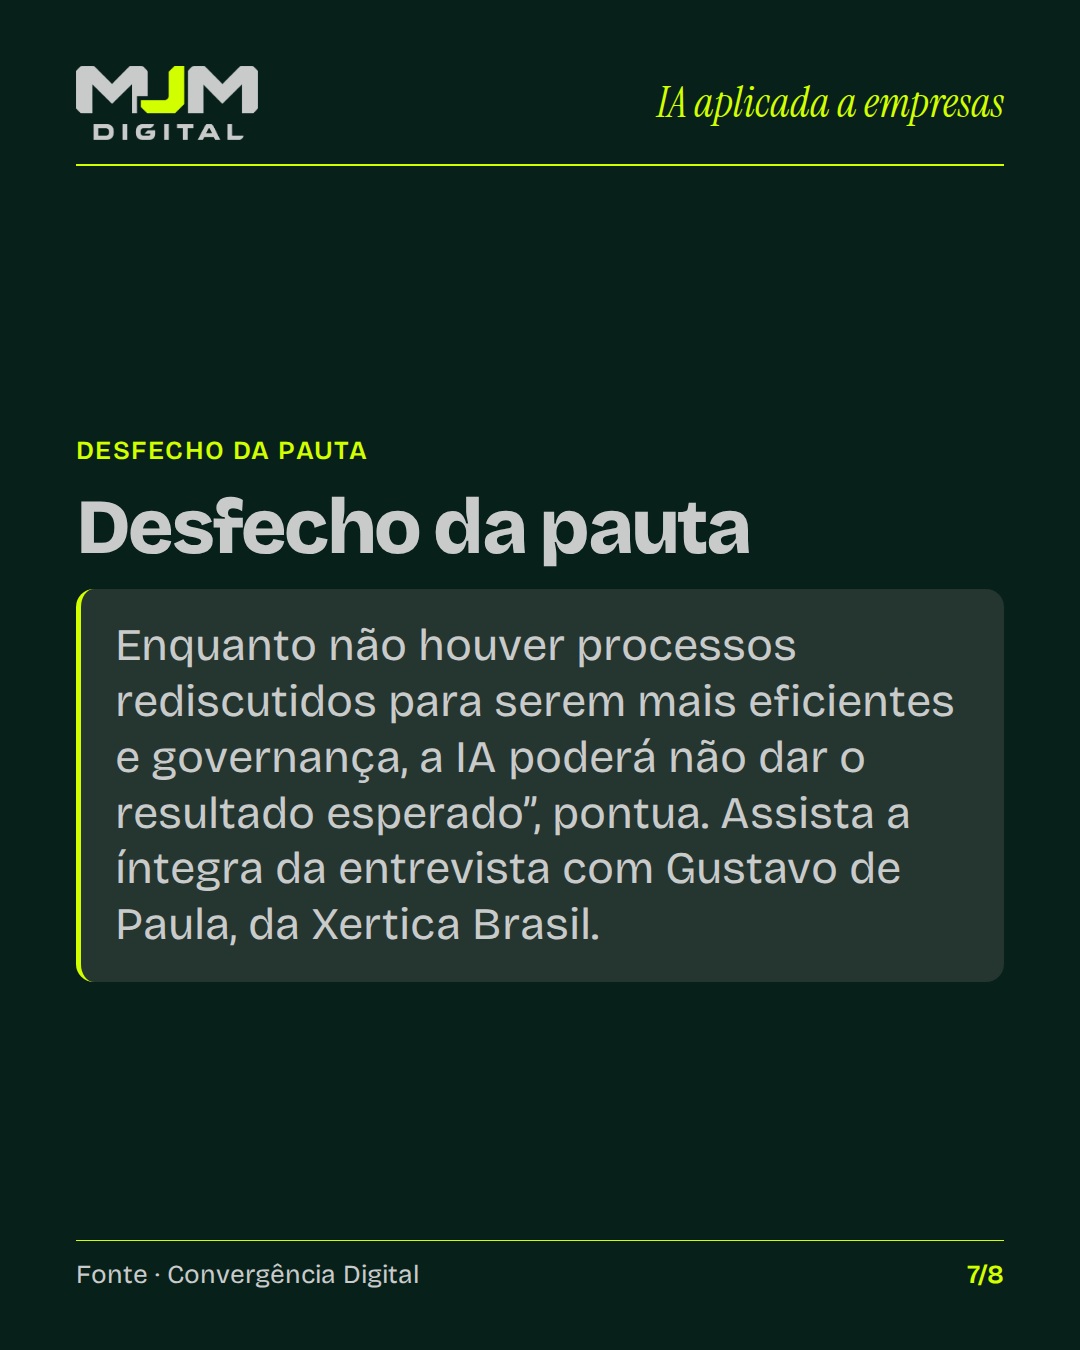 MJM
DIGITAL
IA aplicada a empresas
DESFECHO DA PAUTA
Desfecho da pauta
Enquanto não houver processos
rediscutidos para serem mais eficientes
e governança, a IA poderá não dar o
resultado esperado”, pontua. Assista a
íntegra da entrevista com Gustavo de
Paula, da Xertica Brasil.
Fonte · Convergência Digital
7/8